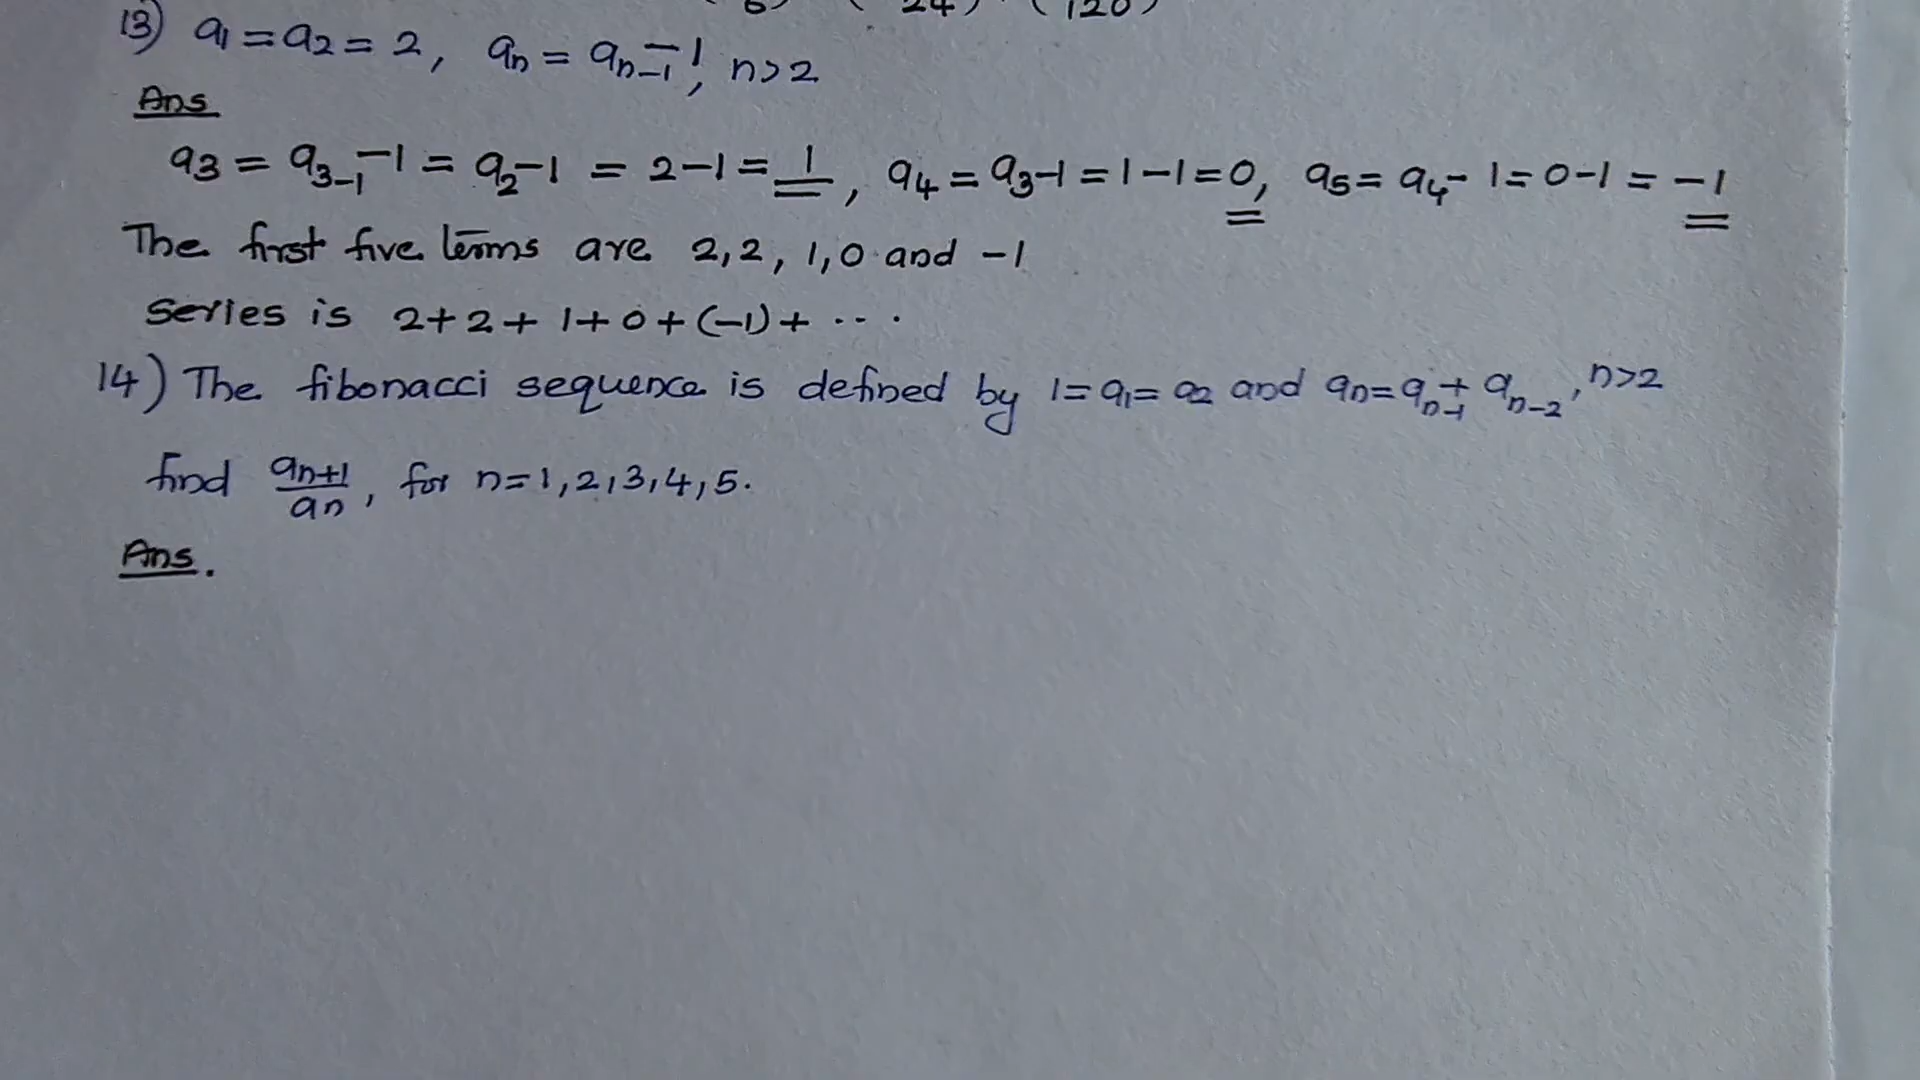 6) 24) (120)
13) a1 = a2 = 2, an = an-1 - 1, n>2
Ans
a3 = a3-1 - 1 = a2 - 1 = 2 - 1 = 1, a4 = a3 - 1 = 1 - 1 = 0, a5 = a4 - 1 = 0 - 1 = -1
The first five terms are 2, 2, 1, 0 and -1
series is 2 + 2 + 1 + 0 + (-1) + ...
14) The fibonacci sequence is defined by 1 = a1 = a2 and an = an-1 + an-2, n>2
find an+1/an, for n = 1, 2, 3, 4, 5.
Ans.